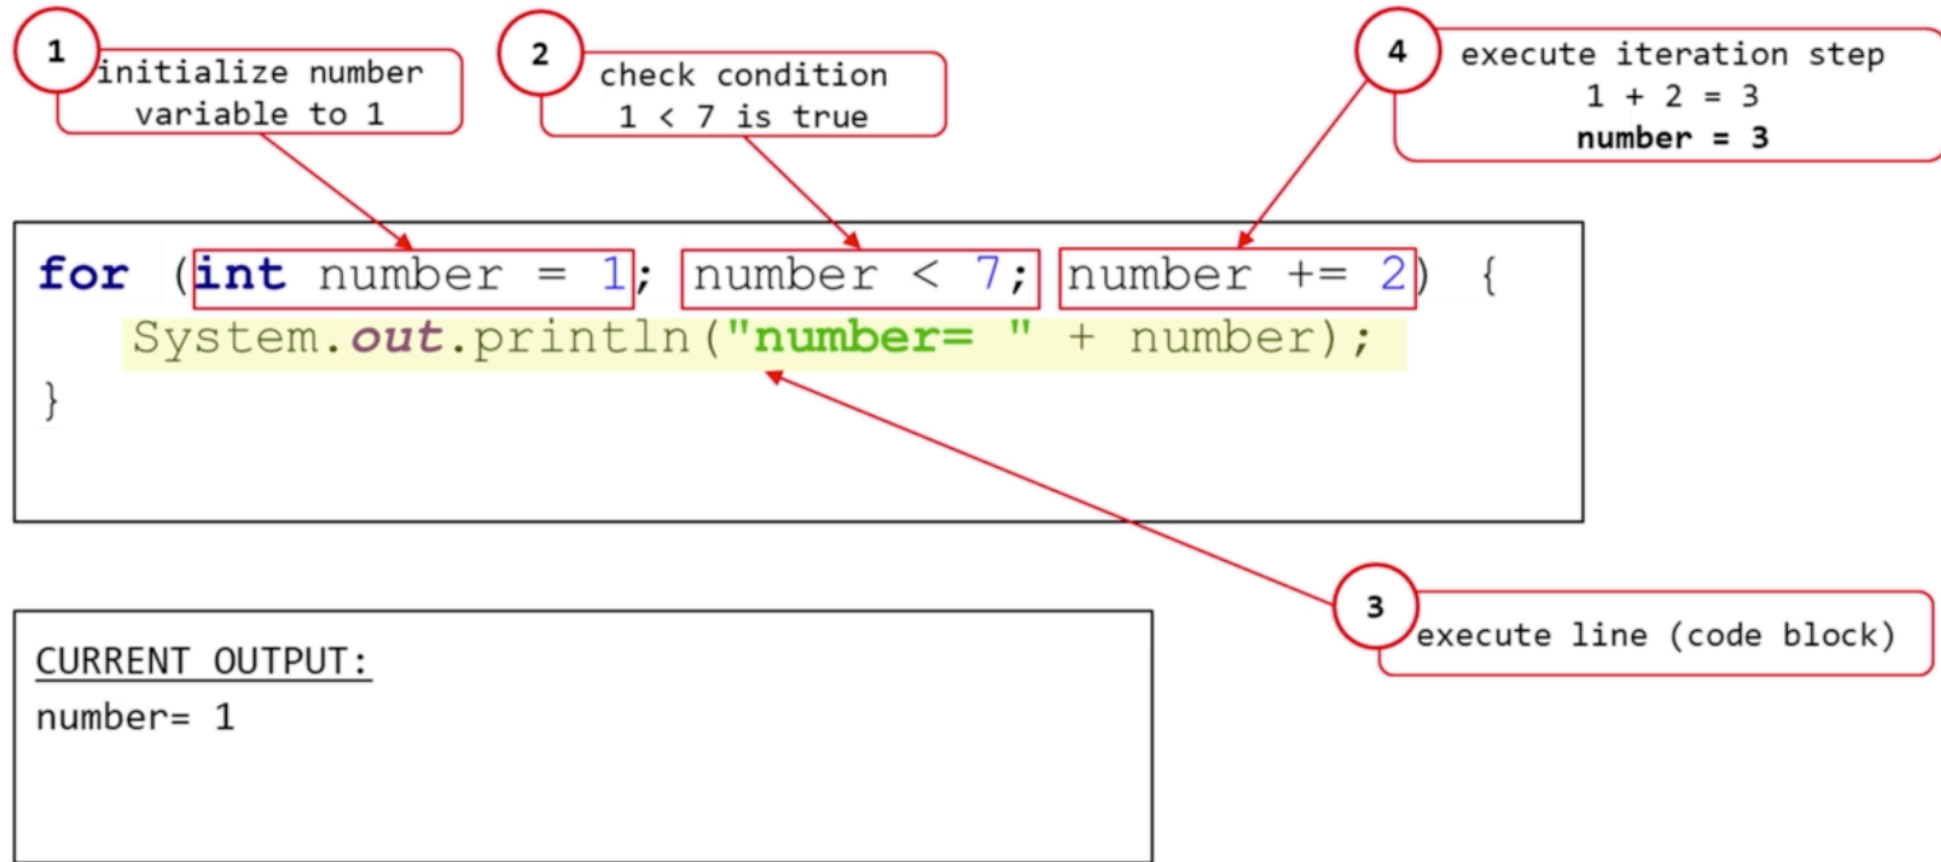 1
initialize number
variable to 1
2
check condition
1 < 7 is true
4
execute iteration step
1 + 2 = 3
number = 3
for (int number = 1; number < 7; number += 2) {
System.out.println("number= " + number);
}
3
execute line (code block)
CURRENT OUTPUT:
number= 1